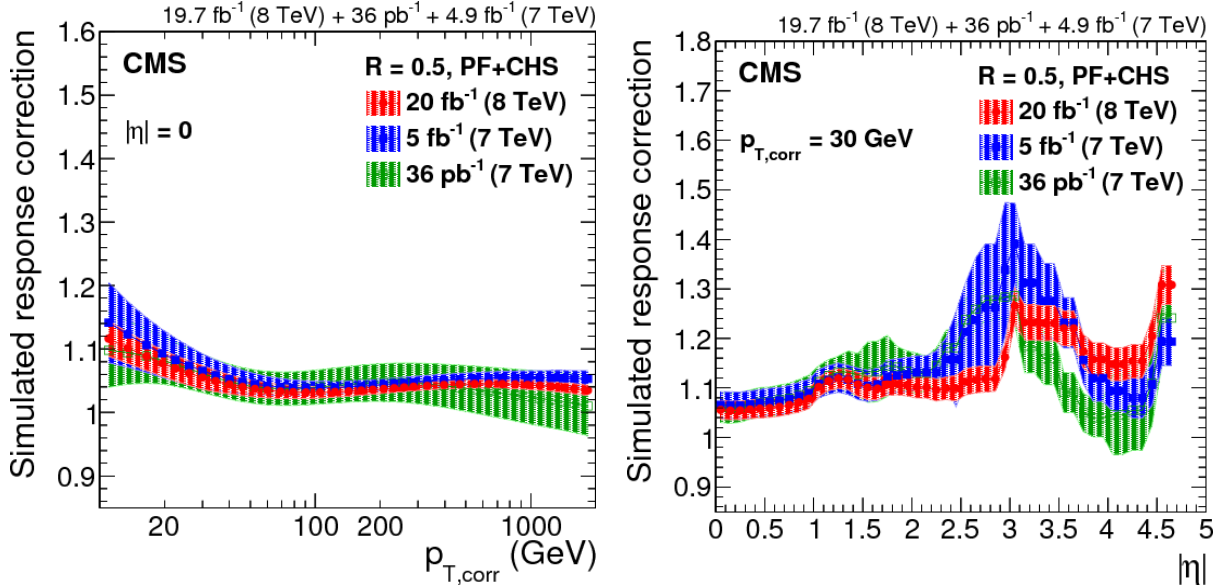 19.7 fb⁻¹ (8 TeV) + 36 pb⁻¹ + 4.9 fb⁻¹ (7 TeV)
Simulated response correction
1.6
1.5
1.4
1.3
1.2
1.1
1
0.9
CMS
|η| = 0
R = 0.5, PF+CHS
20 fb⁻¹ (8 TeV)
5 fb⁻¹ (7 TeV)
36 pb⁻¹ (7 TeV)
20 100 200 1000
p_T,corr (GeV)
19.7 fb⁻¹ (8 TeV) + 36 pb⁻¹ + 4.9 fb⁻¹ (7 TeV)
Simulated response correction
1.8
1.7
1.6
1.5
1.4
1.3
1.2
1.1
1
0.9
CMS
p_T,corr = 30 GeV
R = 0.5, PF+CHS
20 fb⁻¹ (8 TeV)
5 fb⁻¹ (7 TeV)
36 pb⁻¹ (7 TeV)
0 0.5 1 1.5 2 2.5 3 3.5 4 4.5 5
|η|